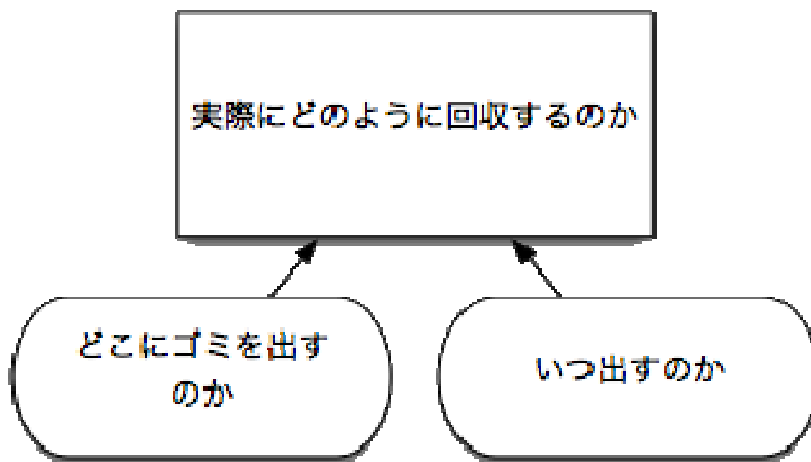 実際にどのように回収するのか
どこにゴミを出す
のか
いつ出すのか